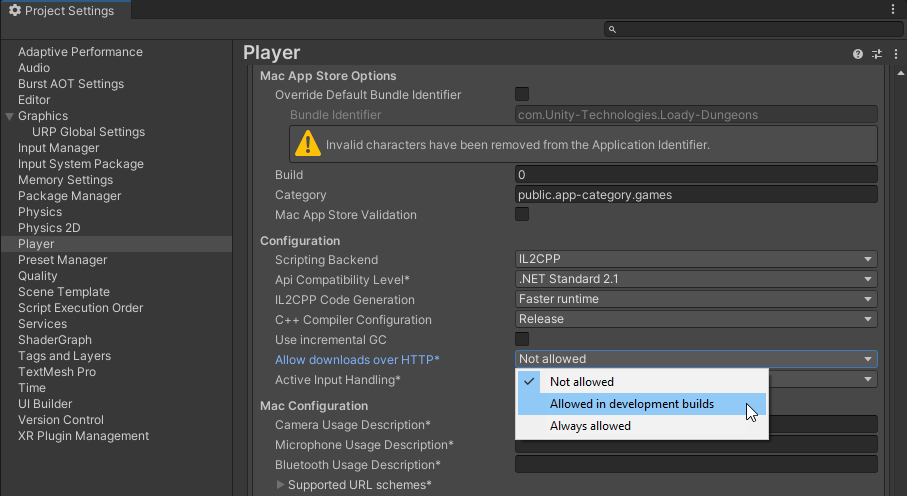 Project Settings
Adaptive Performance
Audio
Burst AOT Settings
Editor
Graphics
URP Global Settings
Input Manager
Input System Package
Memory Settings
Package Manager
Physics
Physics 2D
Player
Preset Manager
Quality
Scene Template
Script Execution Order
Services
ShaderGraph
Tags and Layers
TextMesh Pro
Time
UI Builder
Version Control
XR Plugin Management
Player
Mac App Store Options
Override Default Bundle Identifier
Bundle Identifier com.Unity-Technologies.Loady-Dungeons
Invalid characters have been removed from the Application Identifier.
Build 0
Category public.app-category.games
Mac App Store Validation
Configuration
Scripting Backend IL2CPP
Api Compatibility Level* .NET Standard 2.1
IL2CPP Code Generation Faster runtime
C++ Compiler Configuration Release
Use incremental GC
Allow downloads over HTTP* Not allowed
Not allowed
Allowed in development builds
Always allowed
Active Input Handling*
Mac Configuration
Camera Usage Description*
Microphone Usage Description*
Bluetooth Usage Description*
Supported URL schemes*